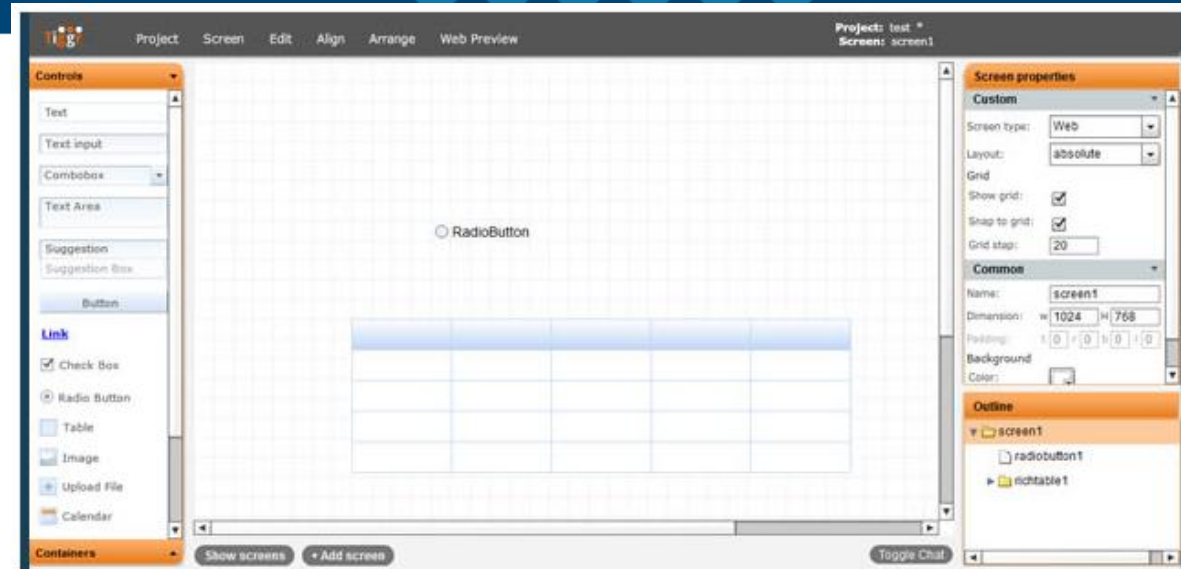 Tiggr
Project Screen Edit Align Arrange Web Preview
Project: test *
Screen: screen1
Controls
Text
Text input
Combobox
Text Area
Suggestion
Suggestion Box
Button
Link
Check Box
Radio Button
Table
Image
Upload File
Calendar
Containers
RadioButton
Show screens
+ Add screen
Toggle Chat
Screen properties
Custom
Screen type: Web
Layout: absolute
Grid
Show grid:
Snap to grid:
Grid step: 20
Common
Name: screen1
Dimension: w 1024 H 768
Padding: t 0 r 0 b 0 l 0
Background
Color:
Outline
screen1
radiobutton1
richtable1